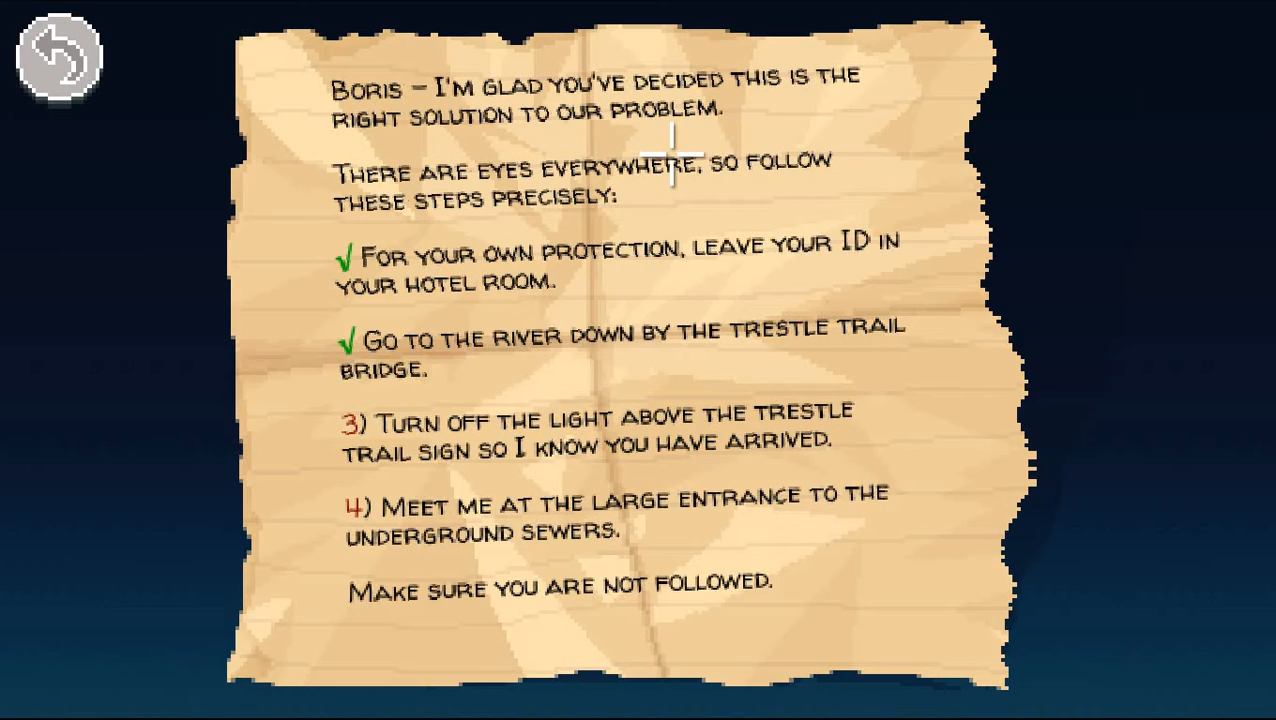 Boris - I'm glad you've decided this is the
right solution to our problem.
There are eyes everywhere, so follow
these steps precisely:
√ For your own protection, leave your ID in
your hotel room.
√ Go to the river down by the trestle trail
bridge.
3) Turn off the light above the trestle
trail sign so I know you have arrived.
4) Meet me at the large entrance to the
underground sewers.
Make sure you are not followed.